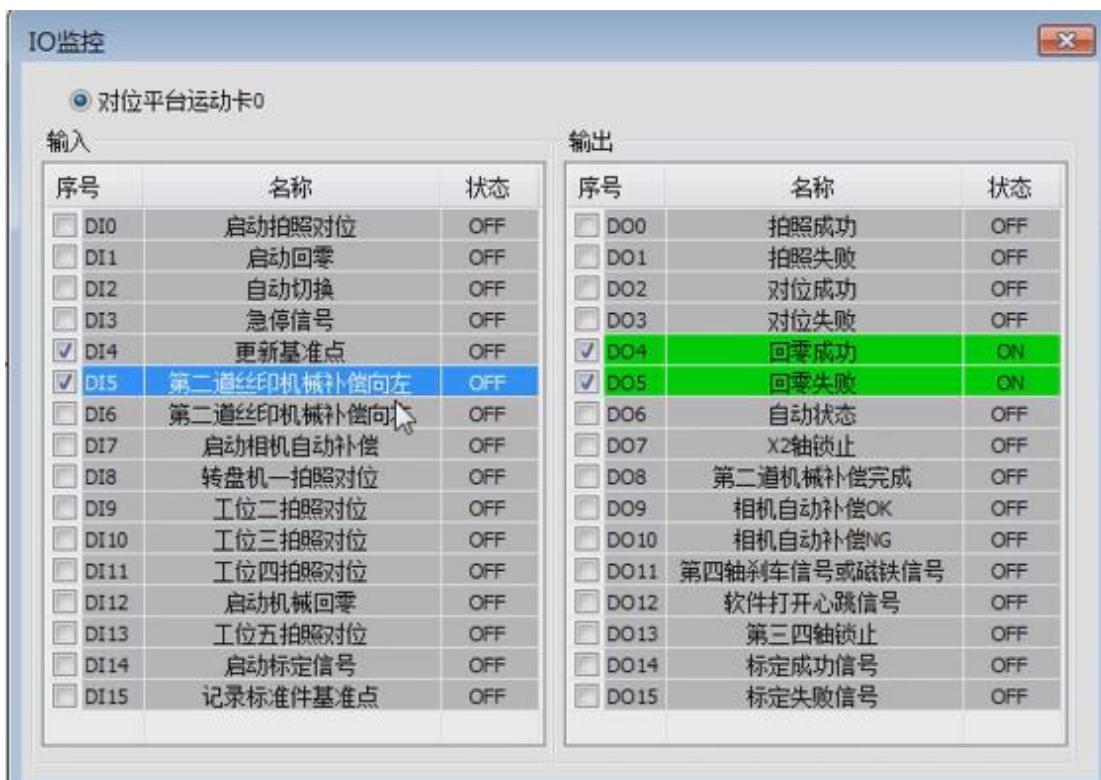 IO监控
对位平台运动卡0
输入
序号 名称 状态
DI0 启动拍照对位 OFF
DI1 启动回零 OFF
DI2 自动切换 OFF
DI3 急停信号 OFF
DI4 更新基准点 OFF
DI5 第二道丝印机械补偿向左 OFF
DI6 第二道丝印机械补偿向 OFF
DI7 启动相机自动补偿 OFF
DI8 转盘机一拍照对位 OFF
DI9 工位二拍照对位 OFF
DI10 工位三拍照对位 OFF
DI11 工位四拍照对位 OFF
DI12 启动机械回零 OFF
DI13 工位五拍照对位 OFF
DI14 启动标定信号 OFF
DI15 记录标准件基准点 OFF
输出
序号 名称 状态
DO0 拍照成功 OFF
DO1 拍照失败 OFF
DO2 对位成功 OFF
DO3 对位失败 OFF
DO4 回零成功 ON
DO5 回零失败 ON
DO6 自动状态 OFF
DO7 X2轴锁止 OFF
DO8 第二道机械补偿完成 OFF
DO9 相机自动补偿OK OFF
DO10 相机自动补偿NG OFF
DO11 第四轴刹车信号或磁铁信号 OFF
DO12 软件打开心跳信号 OFF
DO13 第三四轴锁止 OFF
DO14 标定成功信号 OFF
DO15 标定失败信号 OFF